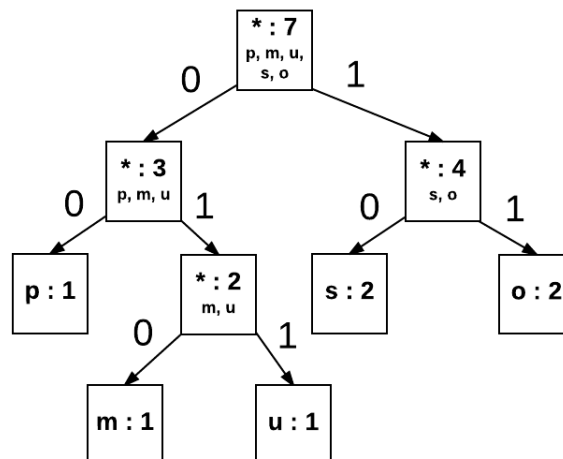 * : 7
p, m, u,
s, o
0
1
* : 3
p, m, u
* : 4
s, o
0
1
0
1
p : 1
* : 2
m, u
s : 2
o : 2
0
1
m : 1
u : 1